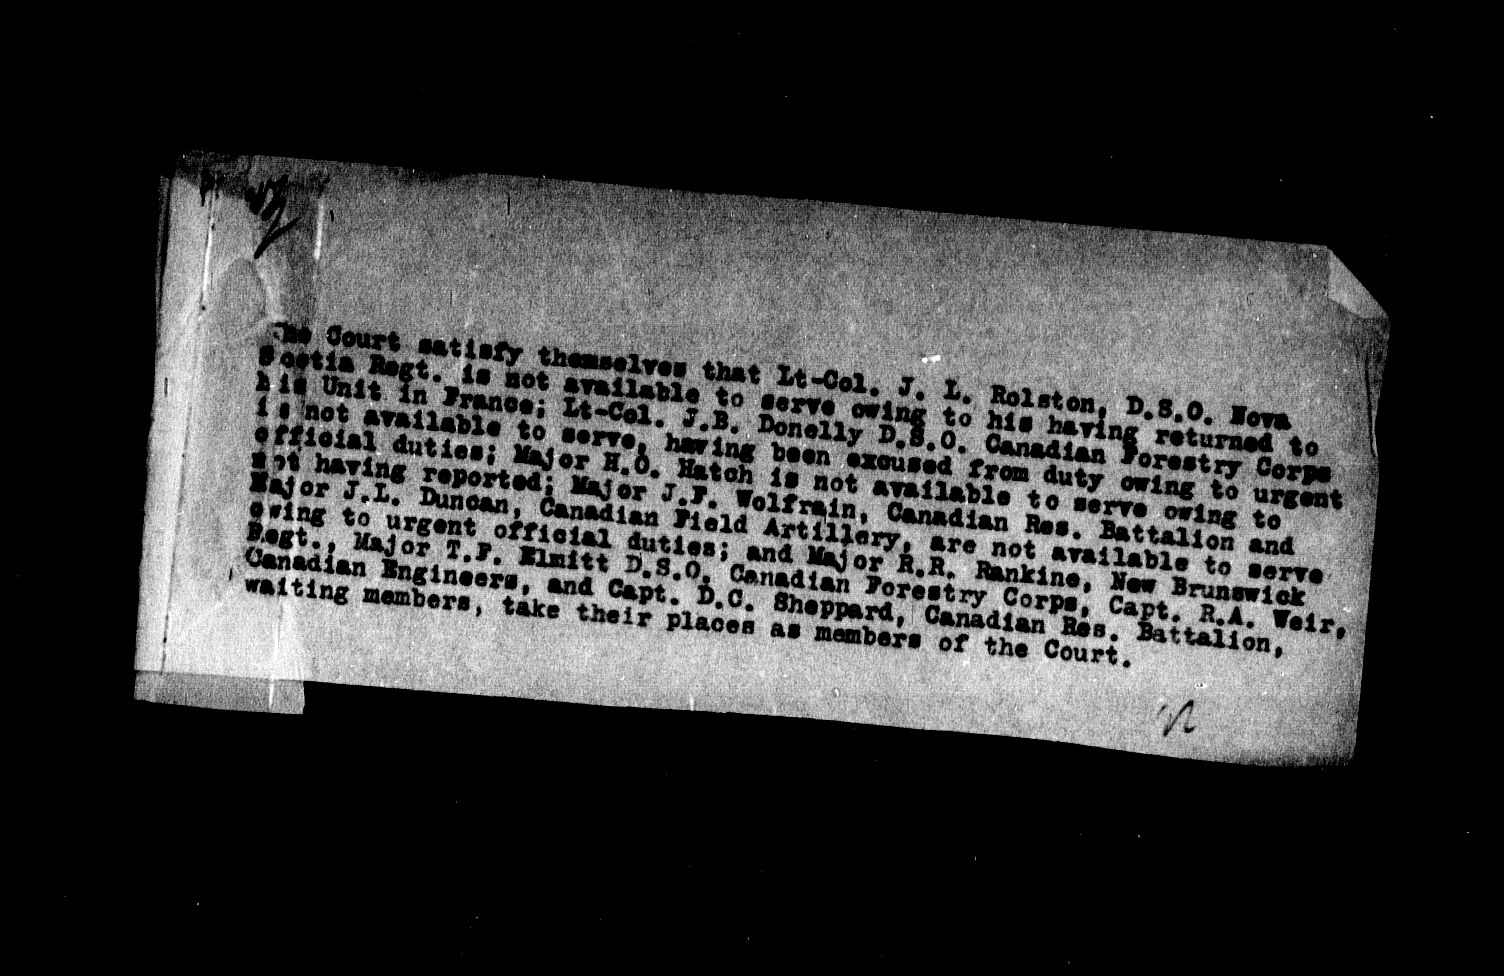 The Court satisfy themselves that Lt-Col. J. L. Rolston, D.S.O. Nova
Scotia Regt. is not available to serve owing to his having returned to
his Unit in France; Lt-Col. J.B. Donelly D.S.O. Canadian Forestry Corps
is not available to serve, having been excused from duty owing to urgent
official duties; Major H.O. Hatch is not available to serve owing to
not having reported; Major J.F. Wolfrain, Canadian Res. Battalion and
Major J.L. Duncan, Canadian Field Artillery, are not available to serve
owing to urgent official duties; and Major R.R. Rankine, New Brunswick
Regt., Major T.F. Elmitt D.S.O. Canadian Forestry Corps, Capt. R.A. Weir,
Canadian Engineers, and Capt. D.C. Sheppard, Canadian Res. Battalion,
waiting members, take their places as members of the Court.